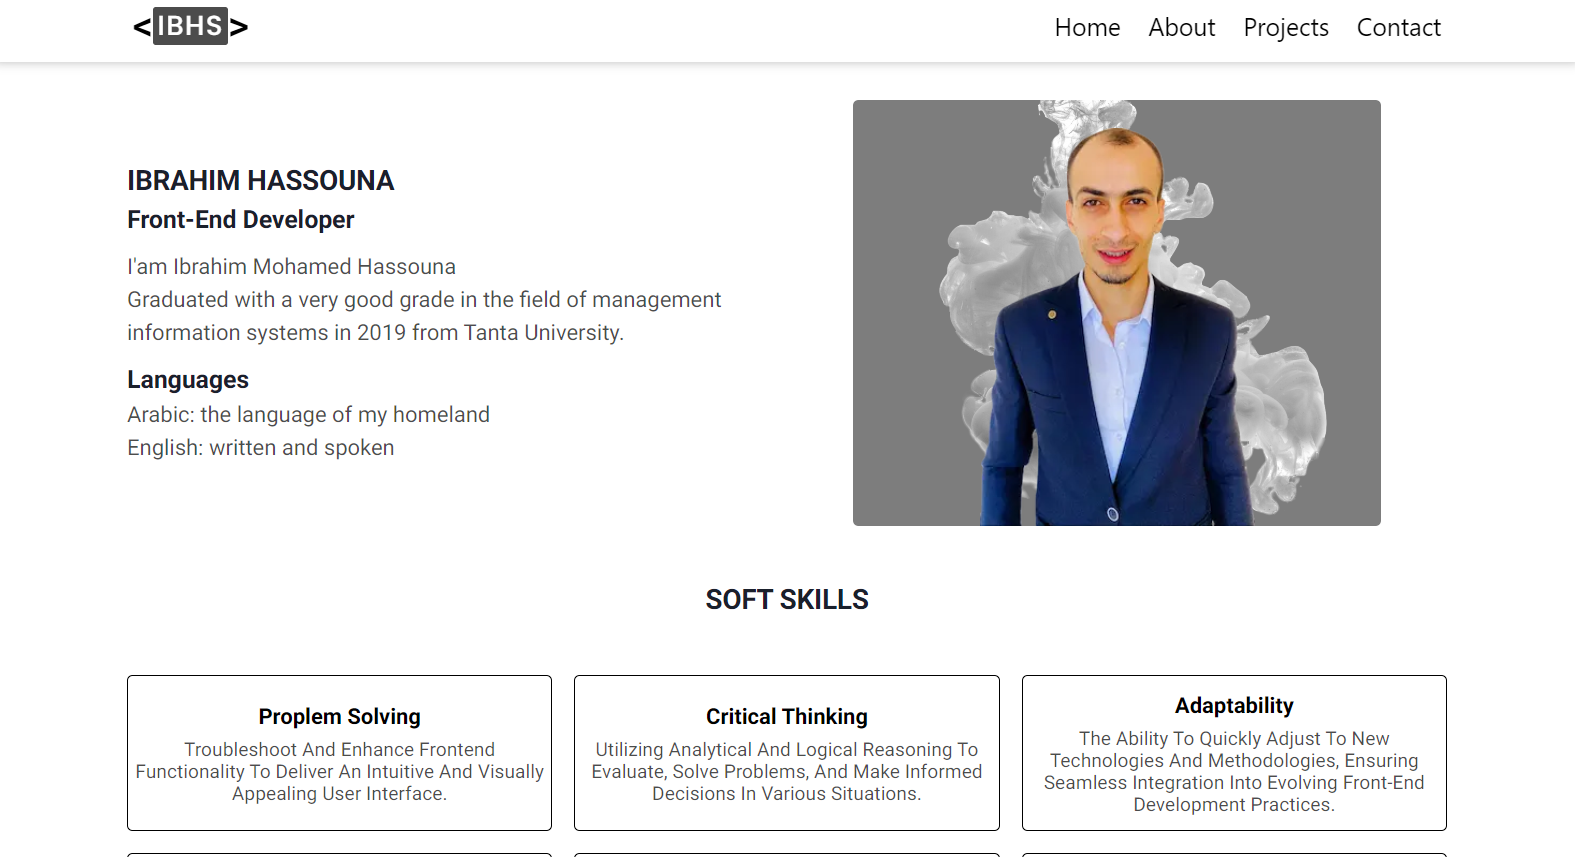 <IBHS>
Home About Projects Contact
IBRAHIM HASSOUNA
Front-End Developer
I'am Ibrahim Mohamed Hassouna
Graduated with a very good grade in the field of management
information systems in 2019 from Tanta University.
Languages
Arabic: the language of my homeland
English: written and spoken
SOFT SKILLS
Proplem Solving
Troubleshoot And Enhance Frontend
Functionality To Deliver An Intuitive And Visually
Appealing User Interface.
Critical Thinking
Utilizing Analytical And Logical Reasoning To
Evaluate, Solve Problems, And Make Informed
Decisions In Various Situations.
Adaptability
The Ability To Quickly Adjust To New
Technologies And Methodologies, Ensuring
Seamless Integration Into Evolving Front-End
Development Practices.